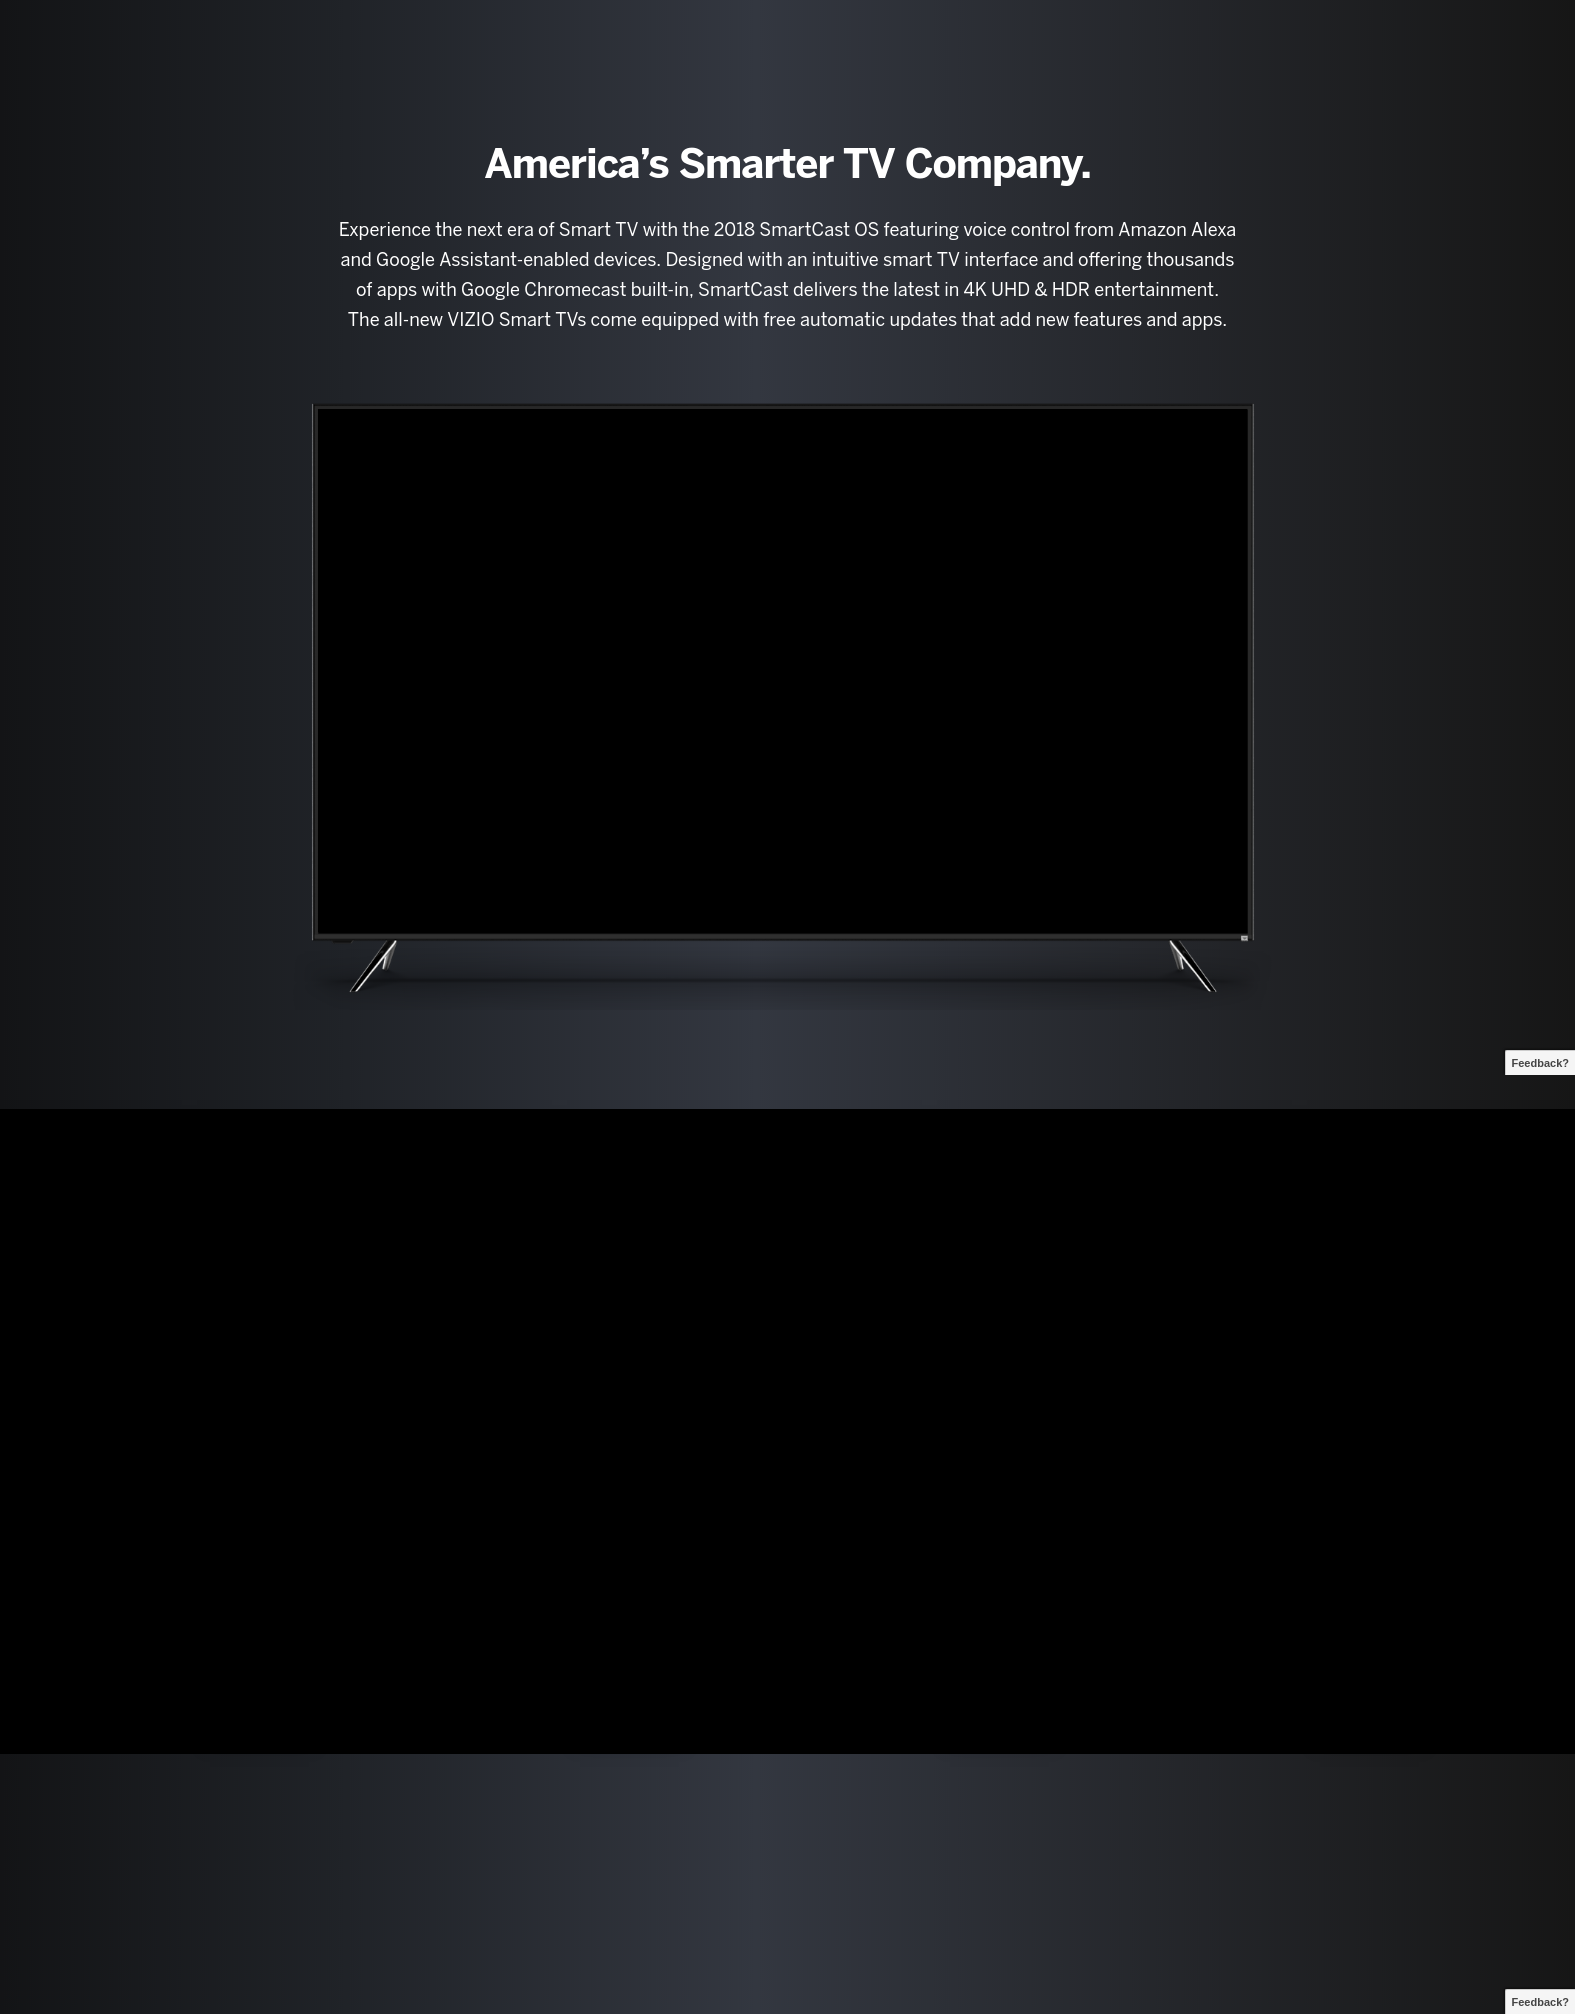 America’s Smarter TV Company.
Experience the next era of Smart TV with the 2018 SmartCast OS featuring voice control from Amazon Alexa
and Google Assistant-enabled devices. Designed with an intuitive smart TV interface and offering thousands
of apps with Google Chromecast built-in, SmartCast delivers the latest in 4K UHD & HDR entertainment.
The all-new VIZIO Smart TVs come equipped with free automatic updates that add new features and apps.
Feedback?
Feedback?